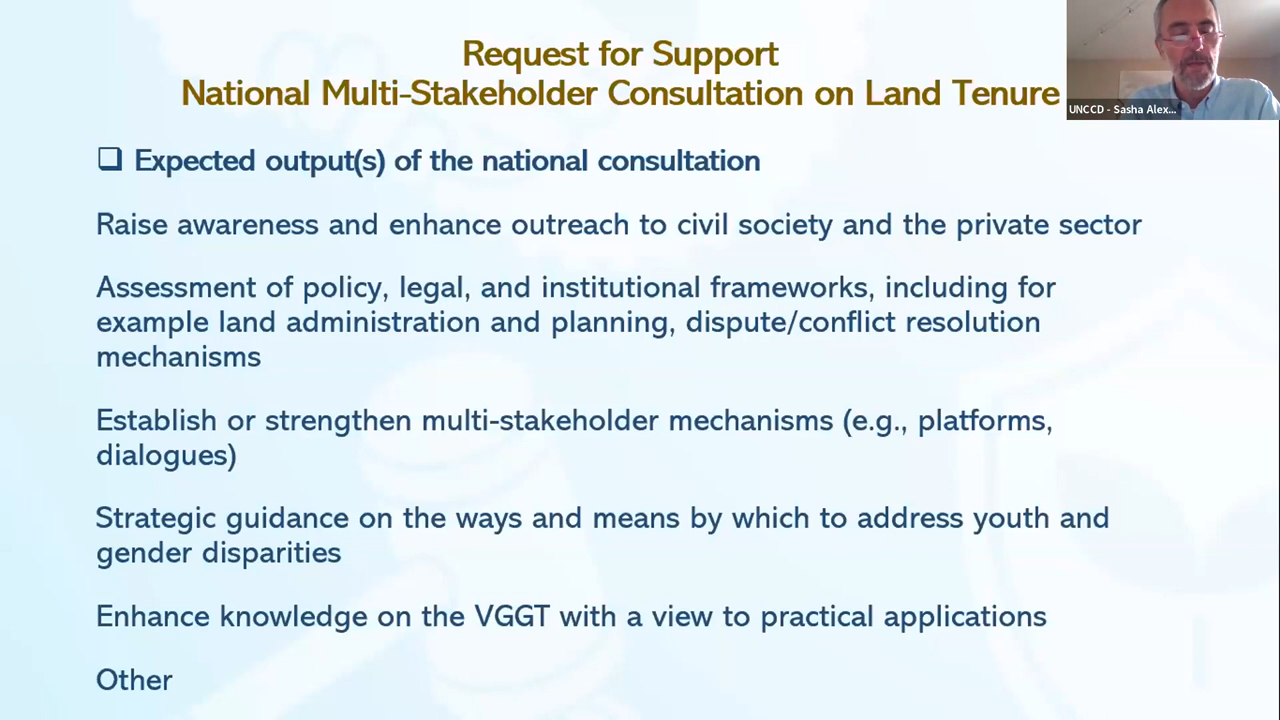 Request for Support
National Multi-Stakeholder Consultation on Land Tenure
UNCCD - Sasha Alex...
❑ Expected output(s) of the national consultation
Raise awareness and enhance outreach to civil society and the private sector
Assessment of policy, legal, and institutional frameworks, including for
example land administration and planning, dispute/conflict resolution
mechanisms
Establish or strengthen multi-stakeholder mechanisms (e.g., platforms,
dialogues)
Strategic guidance on the ways and means by which to address youth and
gender disparities
Enhance knowledge on the VGGT with a view to practical applications
Other